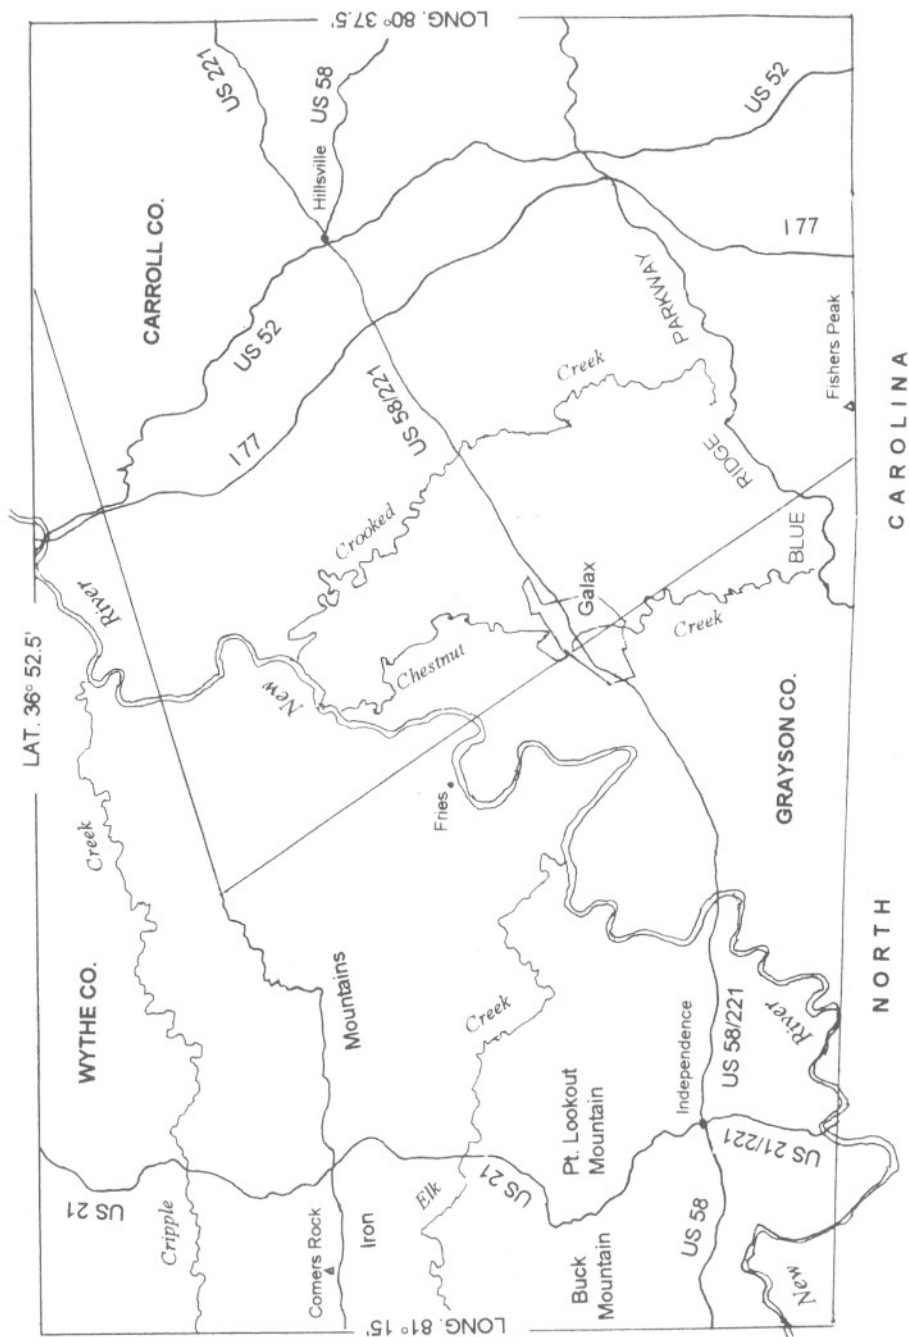 LAT. 36° 52.5'
LONG. 81° 15'
LONG. 80° 37.5'
WYTHE CO.
CARROLL CO.
GRAYSON CO.
US 21
Cripple
Creek
River
New
I 77
US 52
US 221
US 58
Hillsville
Comers Rock
Iron
Mountains
Elk
Creek
US 21
Fries
Chestnut
Creek
Crooked
Creek
US 58/221
Galax
Buck
Mountain
Pt. Lookout
Mountain
Independence
US 58
US 58/221
US 21/221
New
River
BLUE
RIDGE
PARKWAY
I 77
US 52
Fishers Peak
NORTH
CAROLINA